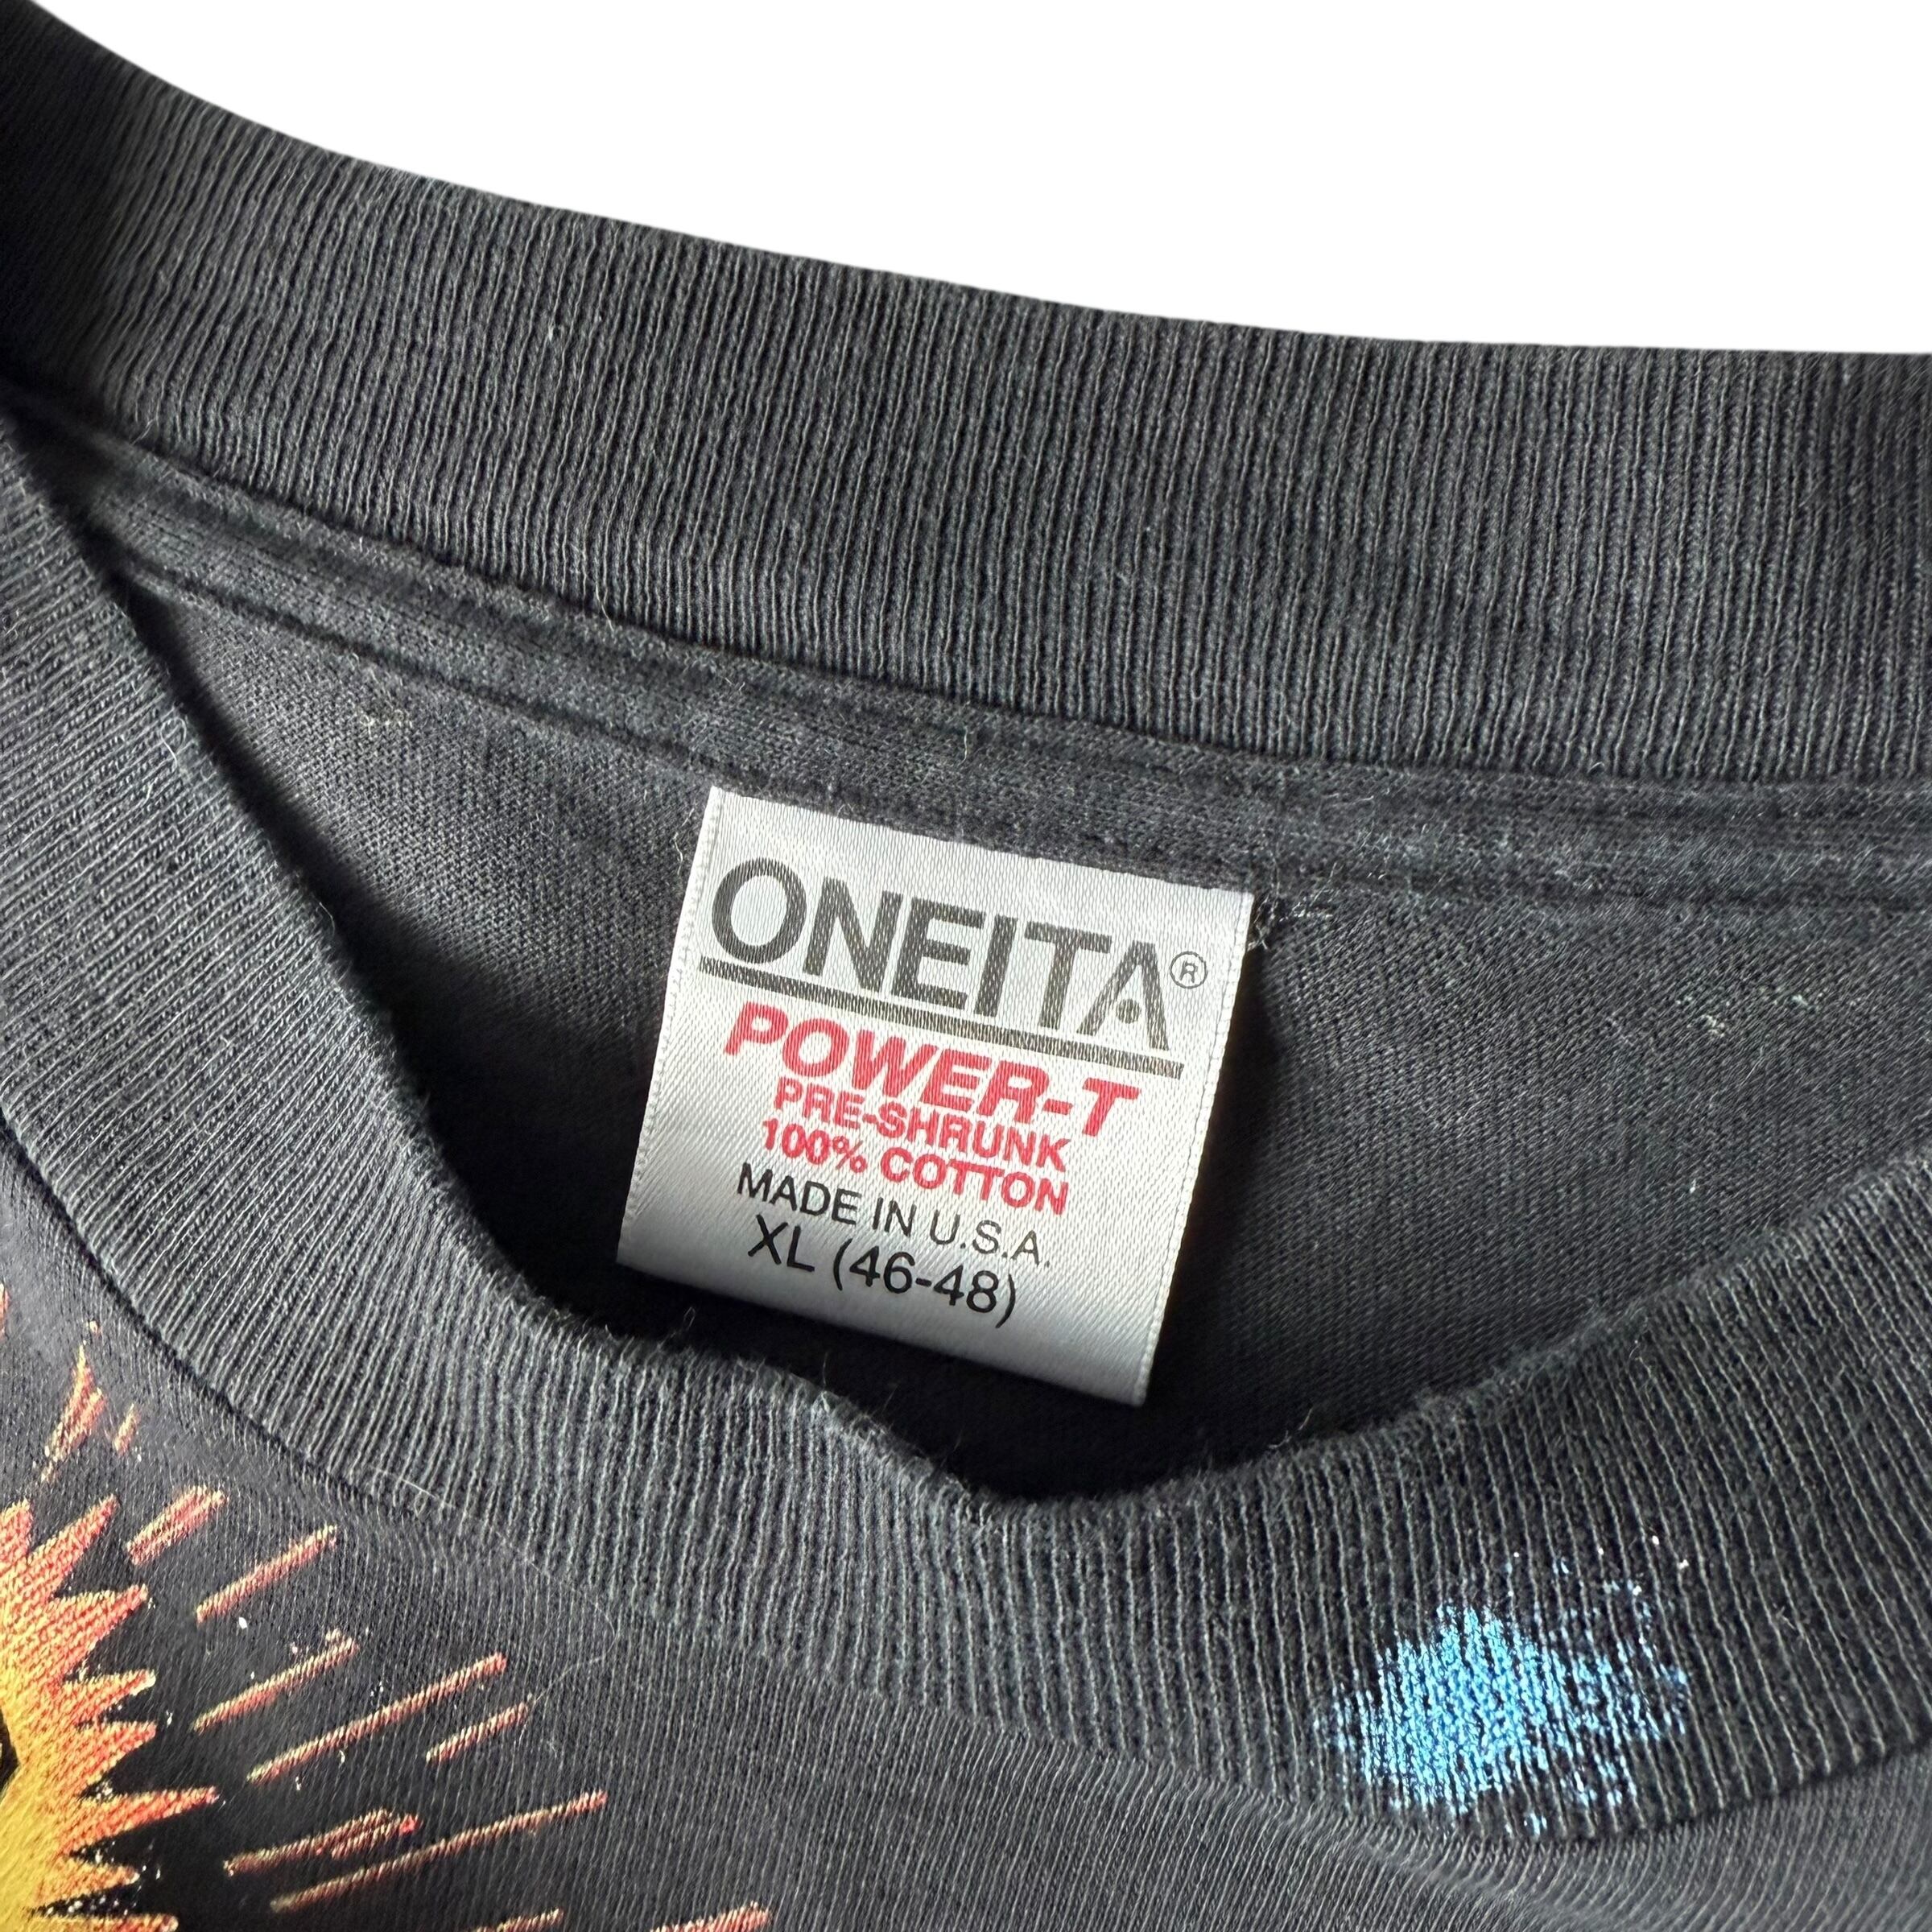 ONEITA®
POWER-T
PRE-SHRUNK
100% COTTON
MADE IN U.S.A.
XL (46-48)